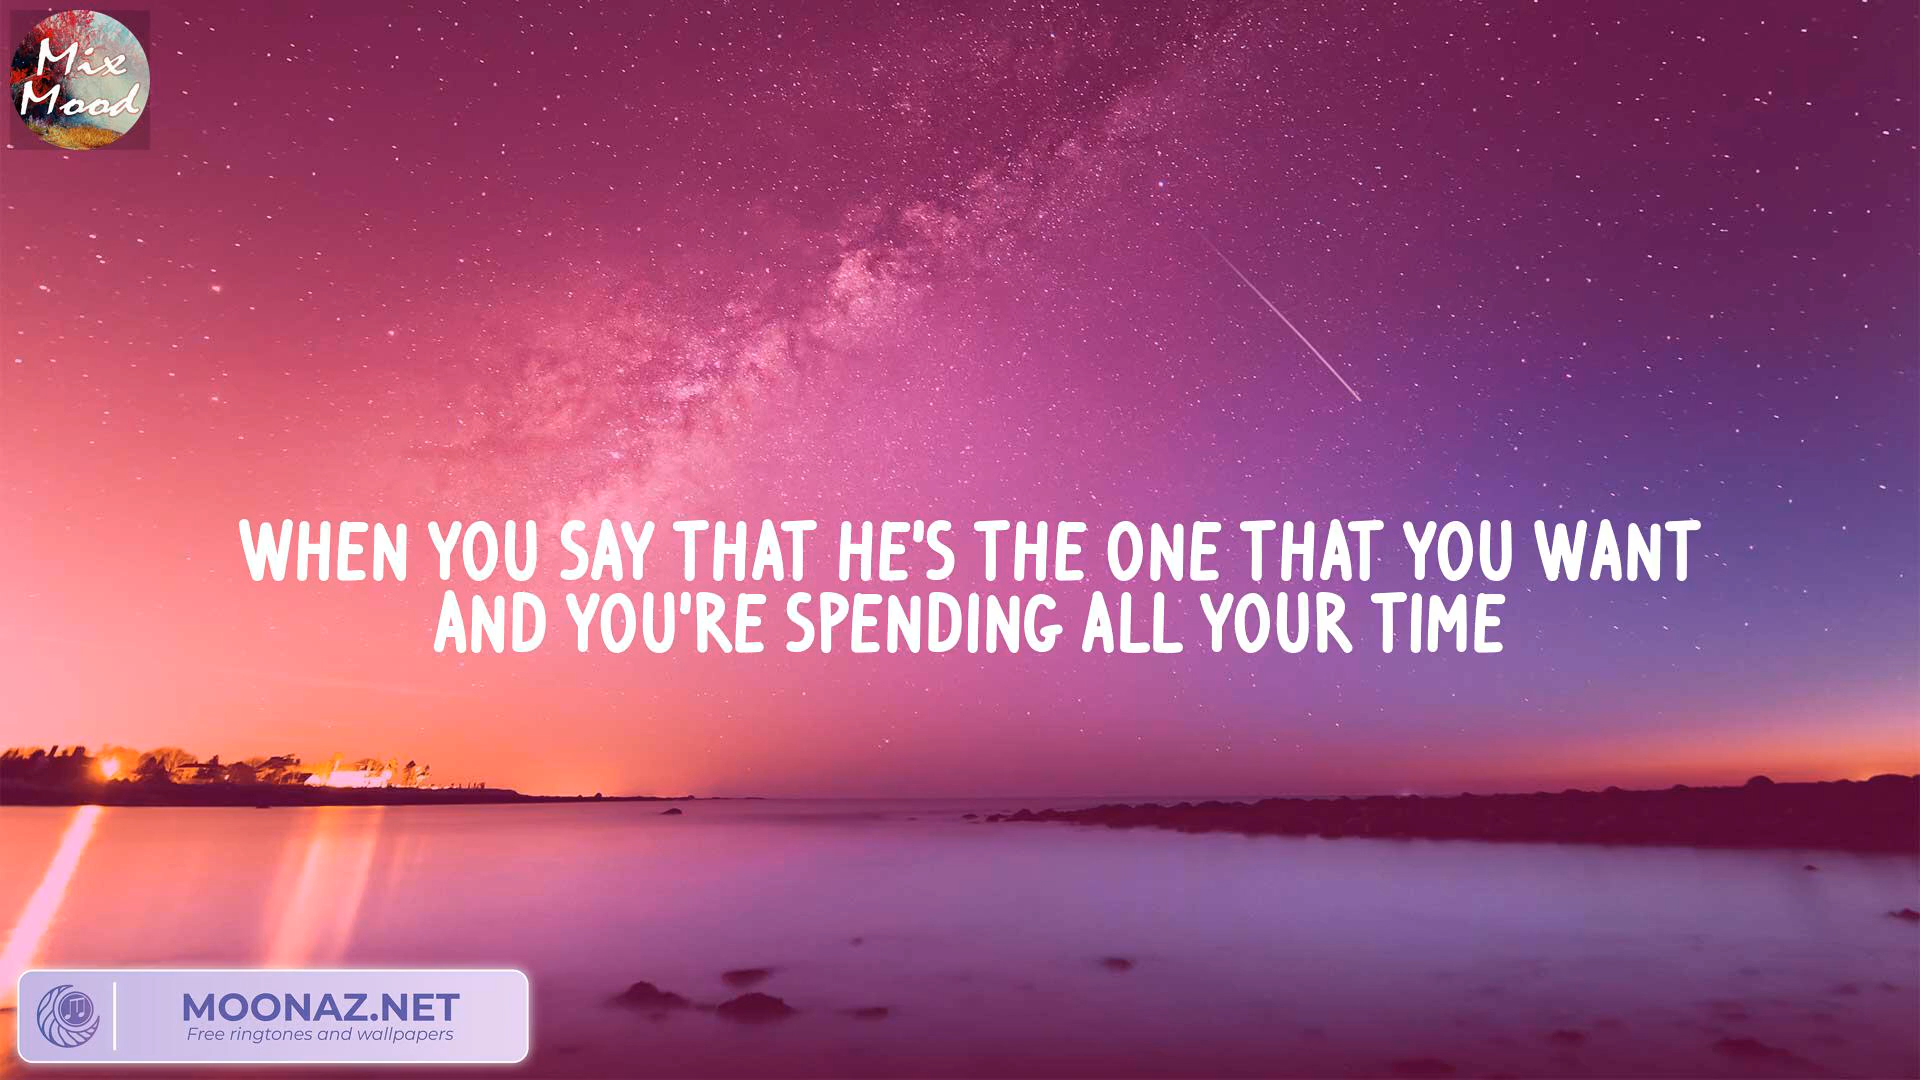 Mix
Mood
WHEN YOU SAY THAT HE'S THE ONE THAT YOU WANT
AND YOU'RE SPENDING ALL YOUR TIME
MOONAZ.NET
Free ringtones and wallpapers